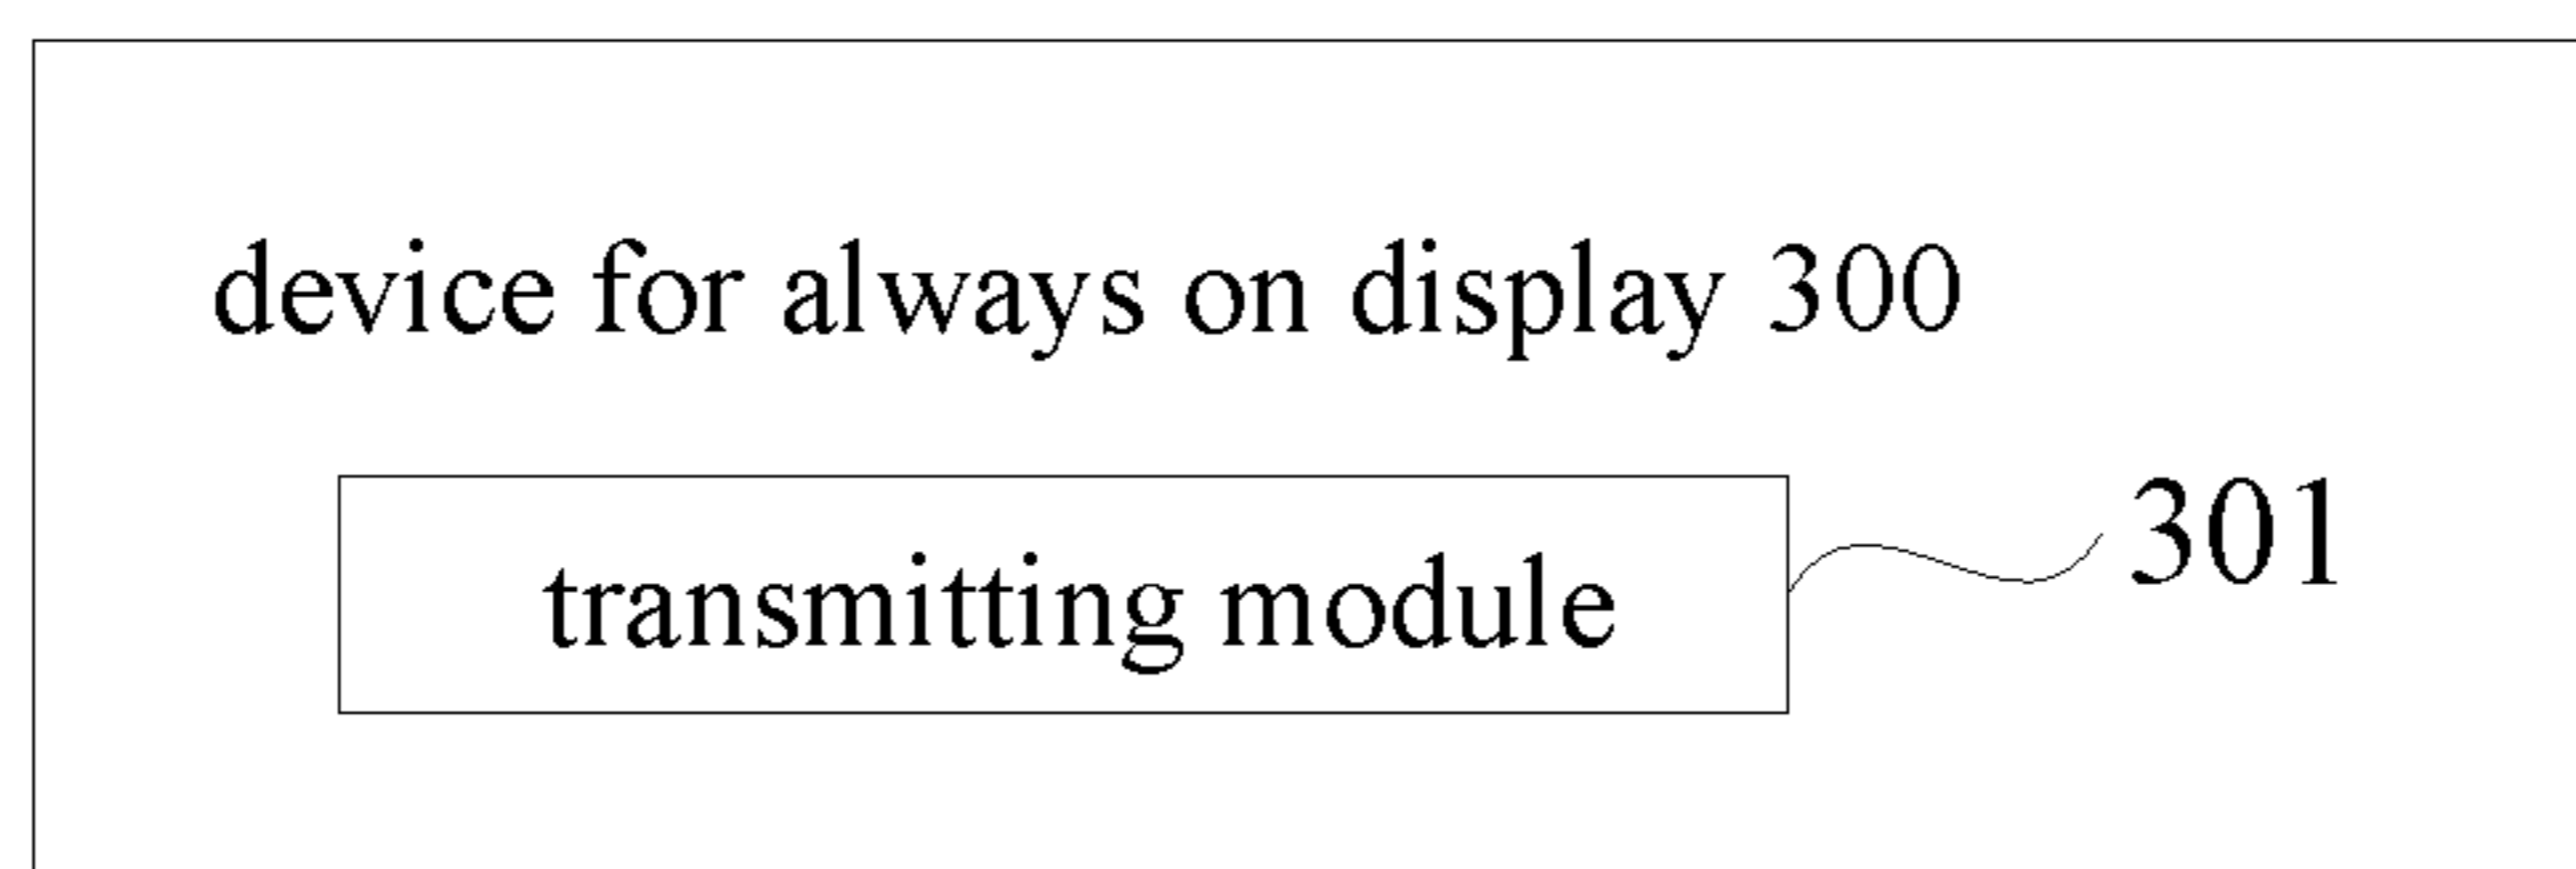 device for always on display 300
301
transmitting module